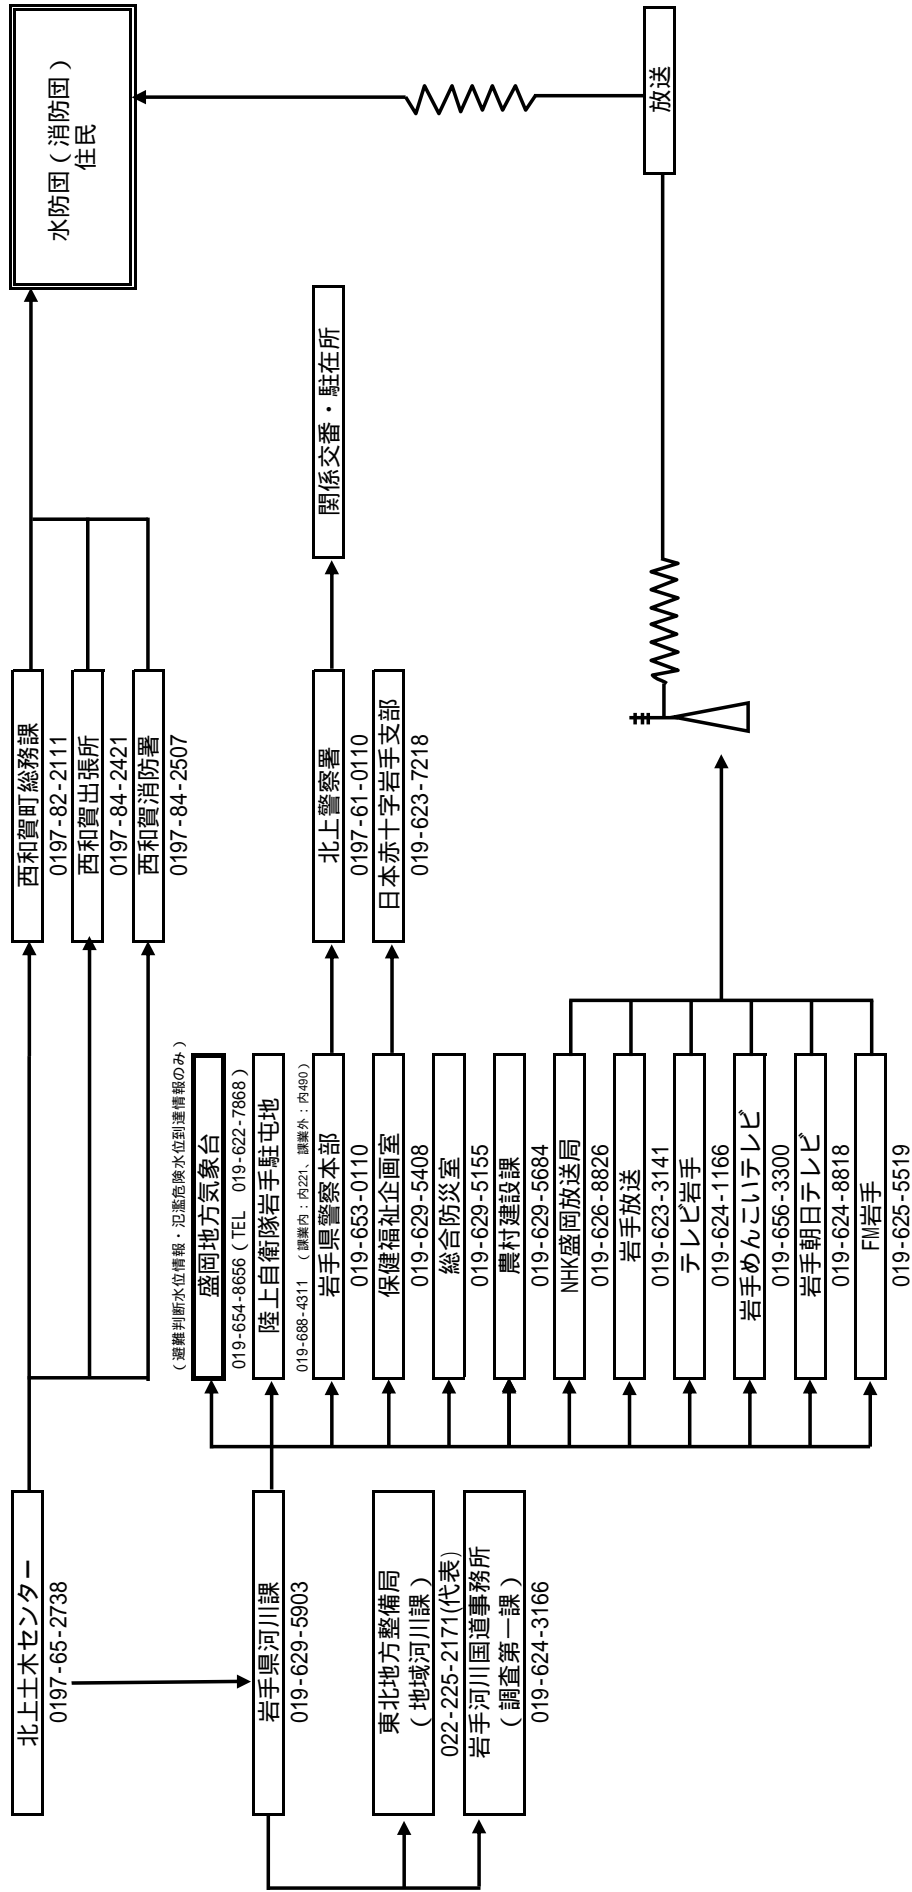 北上土木センター
0197-65-2738
岩手県河川課
019-629-5903
東北地方整備局
（地域河川課）
022-225-2171(代表)
岩手河川国道事務所
（調査第一課）
019-624-3166
（避難判断水位情報・氾濫危険水位到達情報のみ）
盛岡地方気象台
019-654-8656（TEL 019-622-7868）
陸上自衛隊岩手駐屯地
019-688-4311 （課業内：内221、課業外：内490）
岩手県警察本部
019-653-0110
保健福祉企画室
019-629-5408
総合防災室
019-629-5155
農村建設課
019-629-5684
NHK盛岡放送局
019-626-8826
岩手放送
019-623-3141
テレビ岩手
019-624-1166
岩手めんこいテレビ
019-656-3300
岩手朝日テレビ
019-624-8818
FM岩手
019-625-5519
西和賀町総務課
0197-82-2111
西和賀出張所
0197-84-2421
西和賀消防署
0197-84-2507
北上警察署
0197-61-0110
日本赤十字岩手支部
019-623-7218
関係交番・駐在所
水防団（消防団）
住民
放送